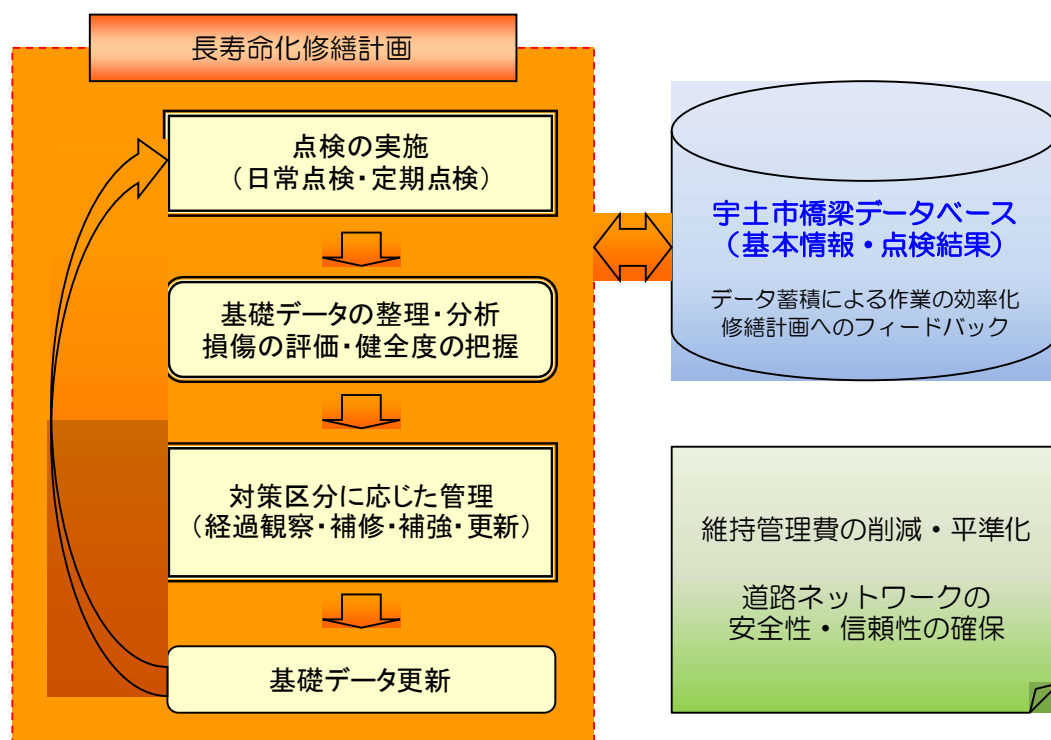 長寿命化修繕計画
点検の実施
（日常点検・定期点検）
基礎データの整理・分析
損傷の評価・健全度の把握
対策区分に応じた管理
（経過観察・補修・補強・更新）
基礎データ更新
宇土市橋梁データベース
（基本情報・点検結果）
データ蓄積による作業の効率化
修繕計画へのフィードバック
維持管理費の削減・平準化
道路ネットワークの
安全性・信頼性の確保